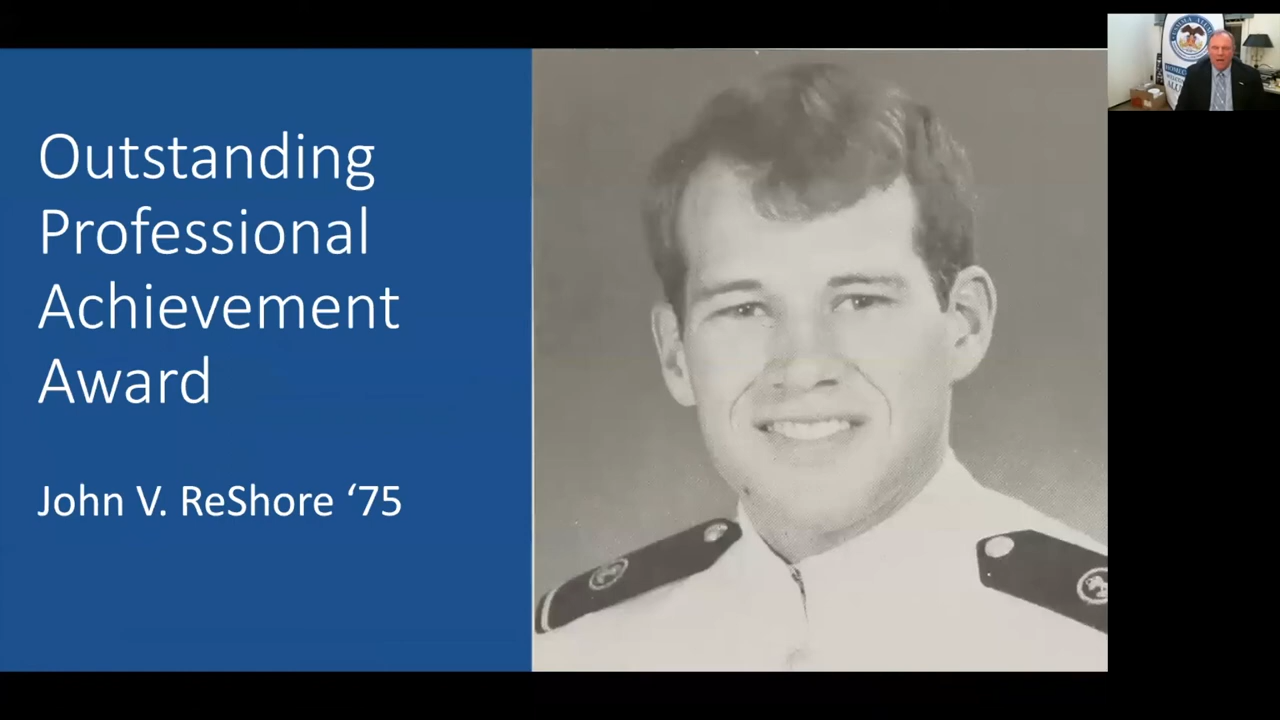 Outstanding
Professional
Achievement
Award
John V. ReShore ‘75